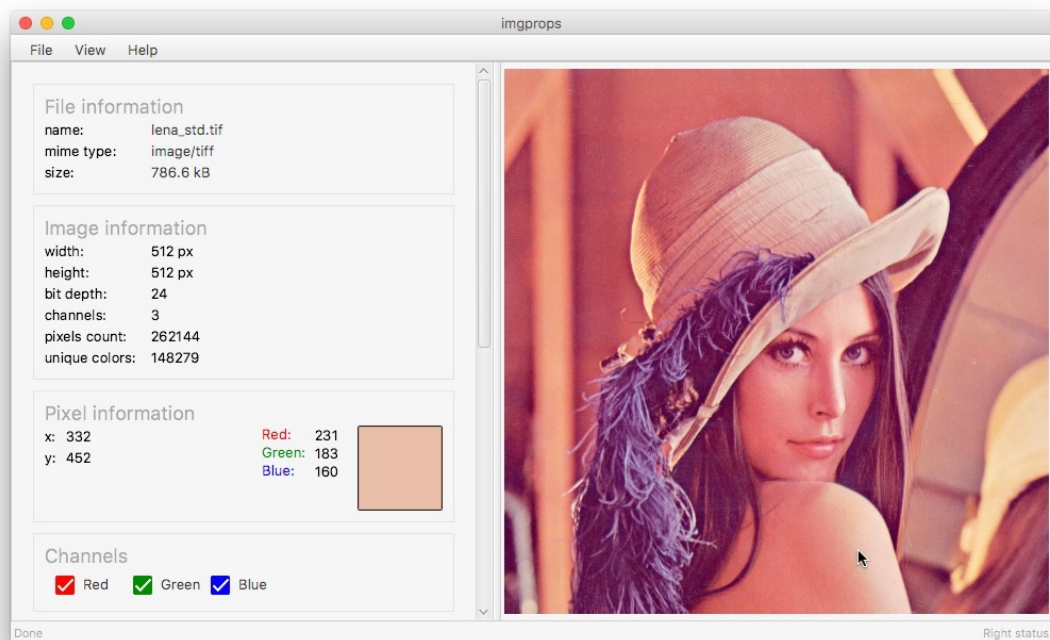 imgprops
File View Help
File information
name: lena_std.tif
mime type: image/tiff
size: 786.6 kB
Image information
width: 512 px
height: 512 px
bit depth: 24
channels: 3
pixels count: 262144
unique colors: 148279
Pixel information
x: 332
y: 452
Red: 231
Green: 183
Blue: 160
Channels
Red Green Blue
Done Right status